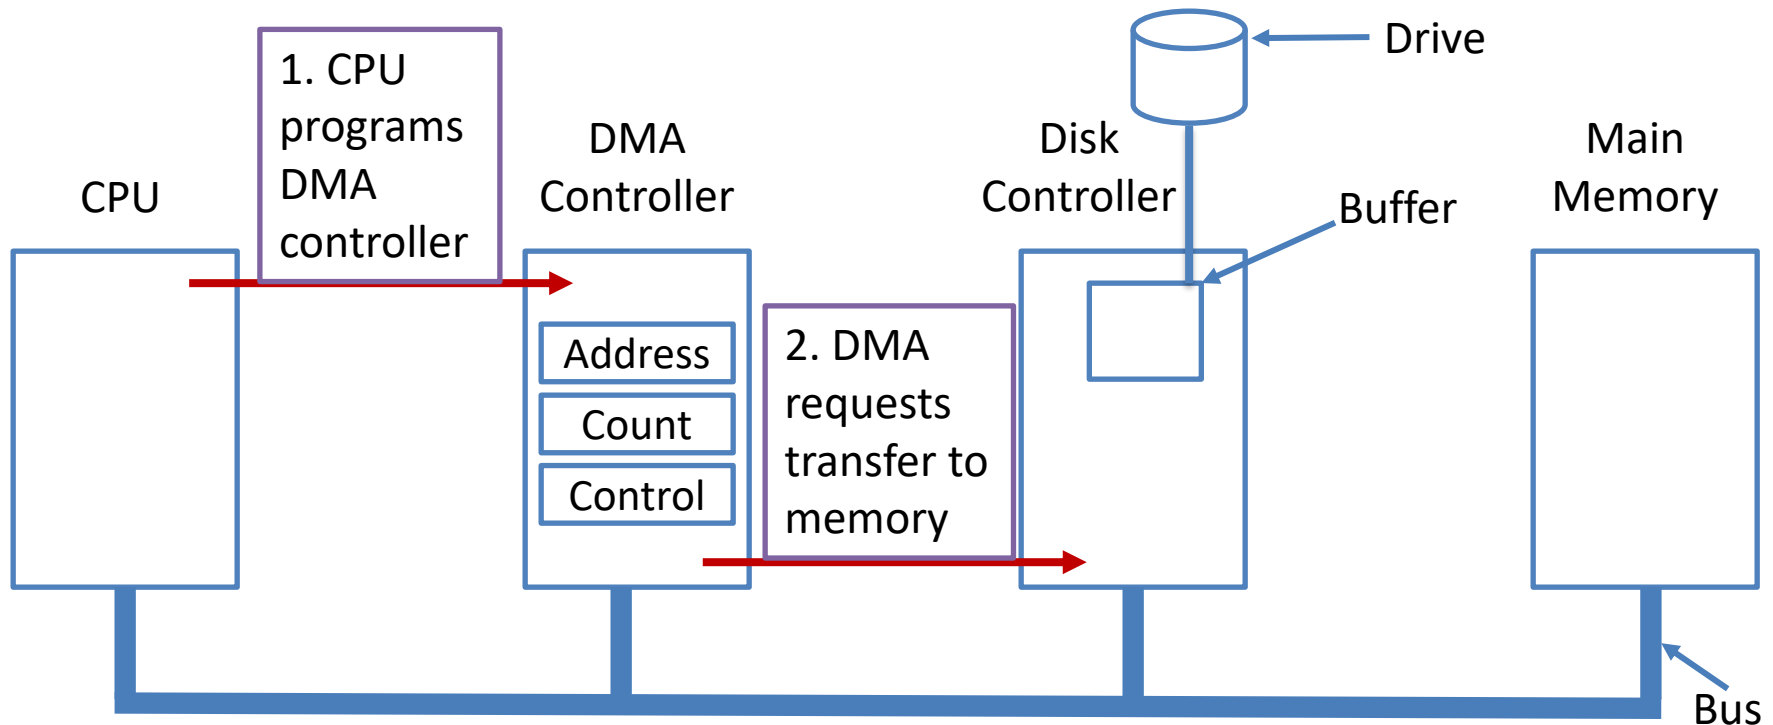 CPU
1. CPU
programs
DMA
controller
DMA
Controller
Address
Count
Control
2. DMA
requests
transfer to
memory
Disk
Controller
Drive
Buffer
Main
Memory
Bus